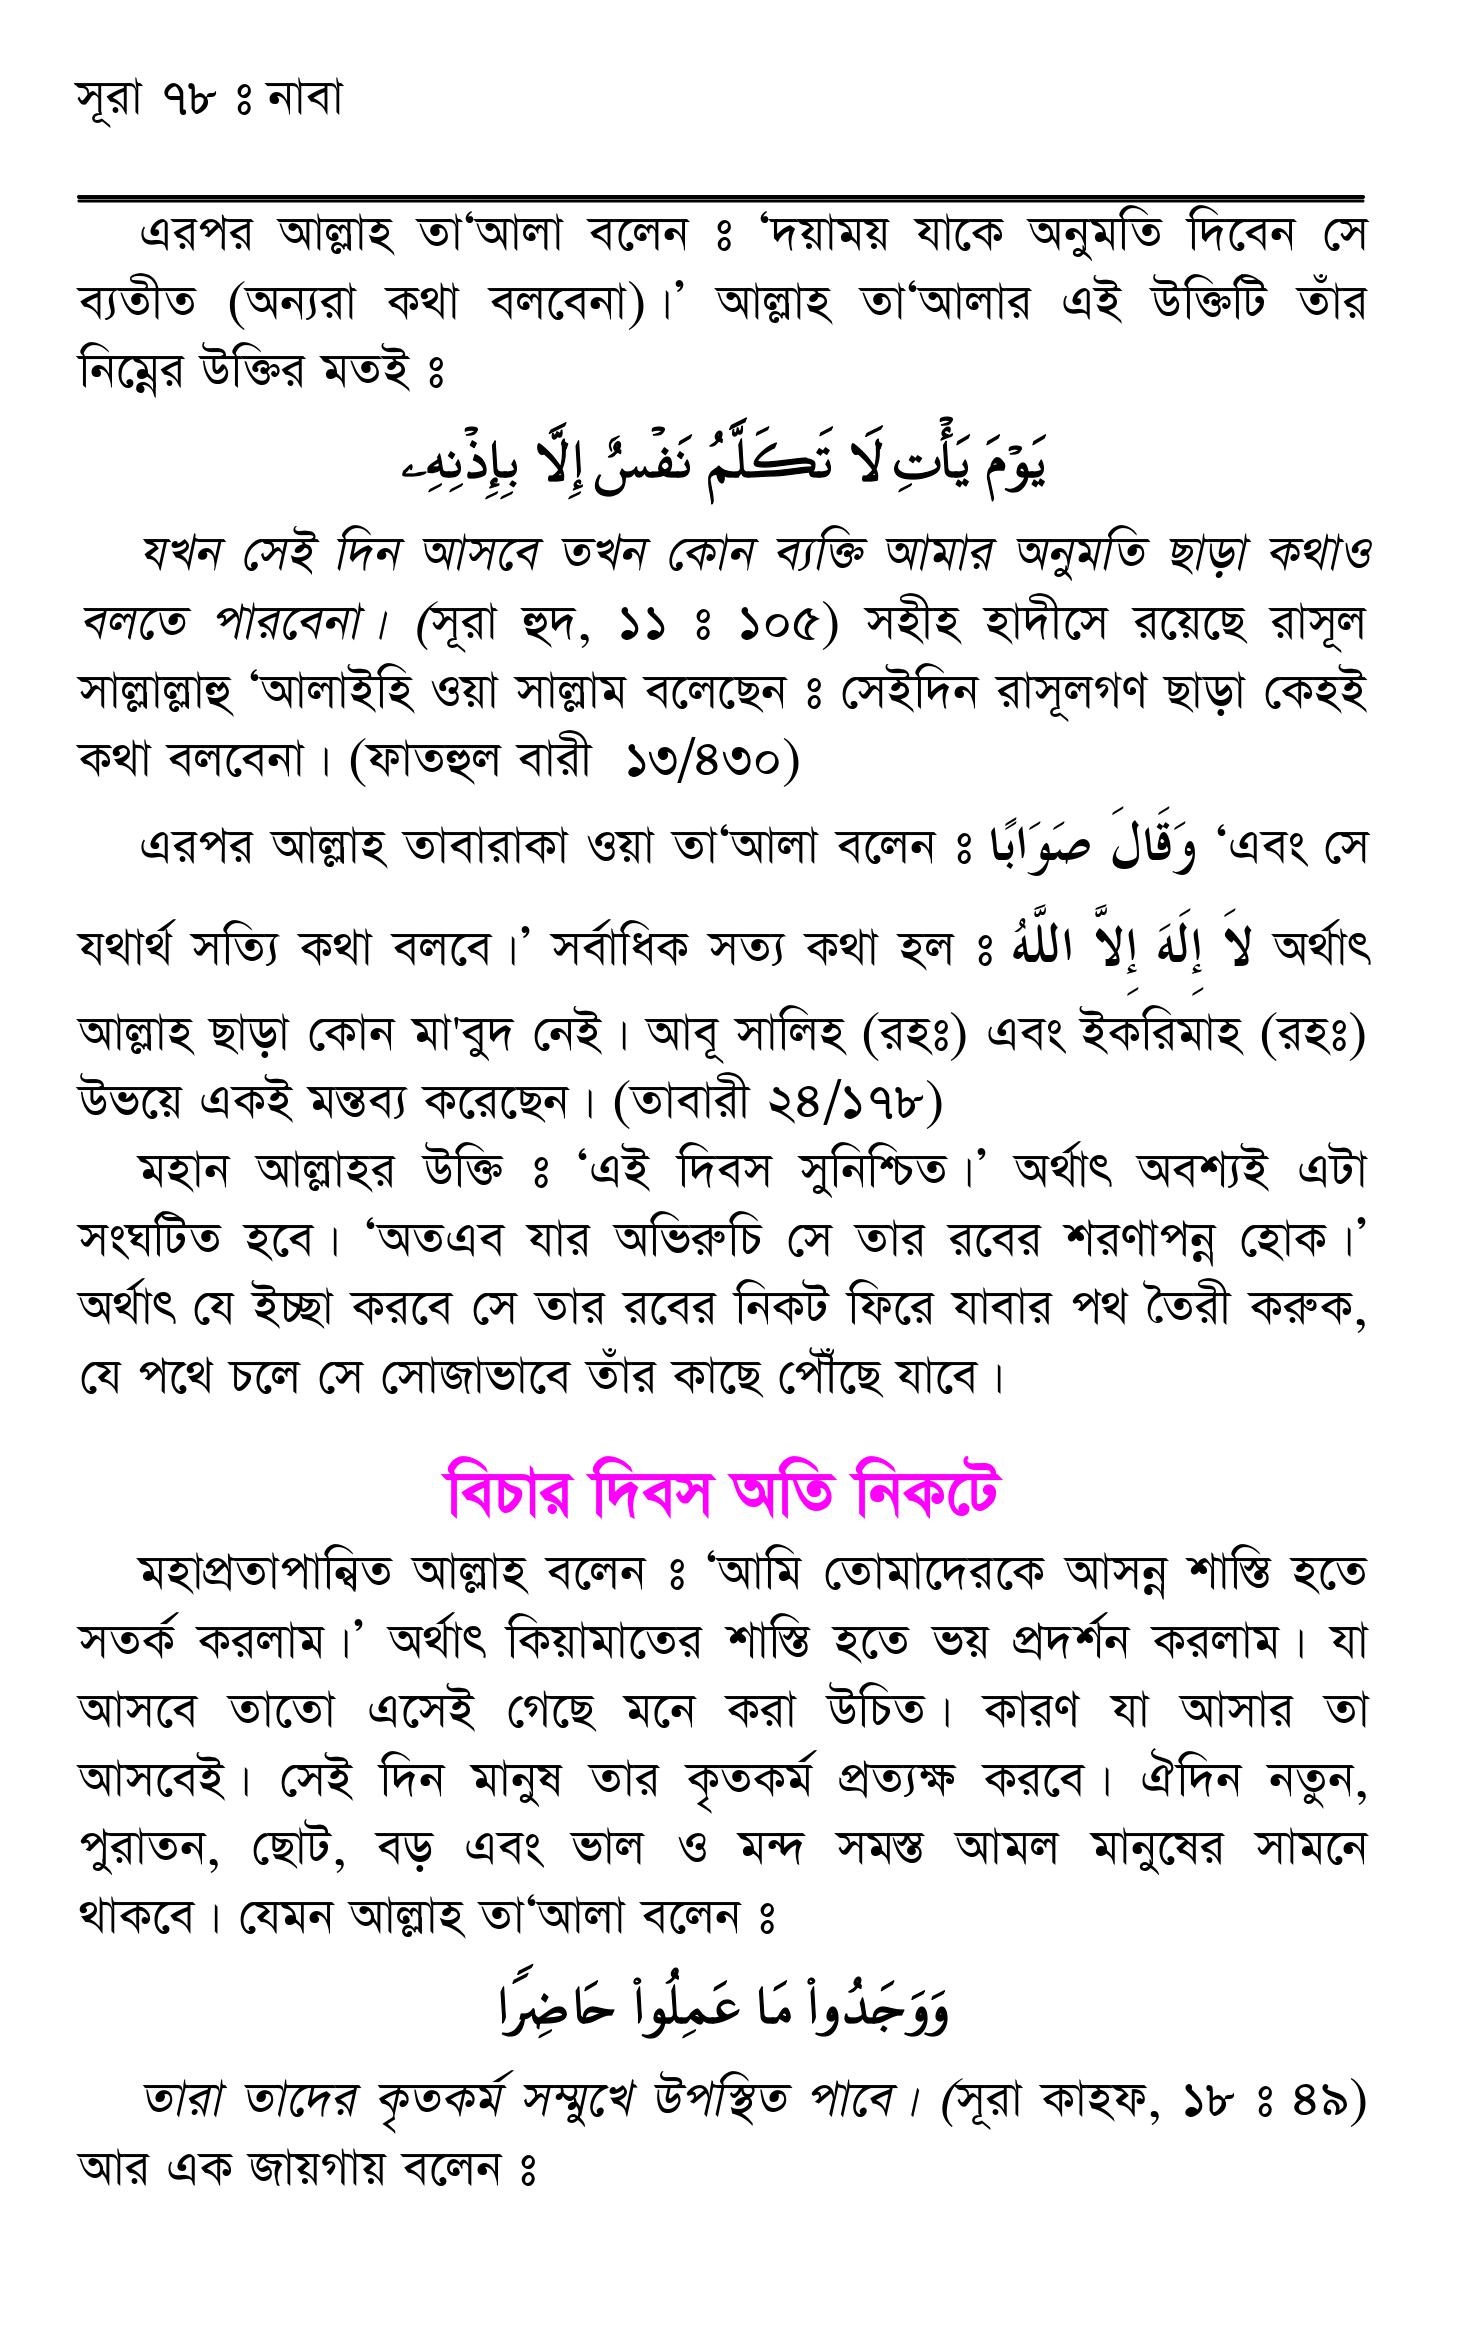 সূরা ৭৮ ঃ নাবা
এরপর আল্লাহ তা‘আলা বলেন ঃ ‘দয়াময় যাকে অনুমতি দিবেন সে
ব্যতীত (অন্যরা কথা বলবেনা)।’ আল্লাহ তা‘আলার এই উক্তিটি তাঁর
নিম্নের উক্তির মতই ঃ
يَوْمَ يَأْتِ لَا تَكَلَّمُ نَفْسٌ إِلَّا بِإِذْنِهِۦ
যখন সেই দিন আসবে তখন কোন ব্যক্তি আমার অনুমতি ছাড়া কথাও
বলতে পারবেনা। (সূরা হুদ, ১১ ঃ ১০৫) সহীহ হাদীসে রয়েছে রাসূল
সাল্লাল্লাহু ‘আলাইহি ওয়া সাল্লাম বলেছেন ঃ সেইদিন রাসূলগণ ছাড়া কেহই
কথা বলবেনা। (ফাতহুল বারী ১৩/৪৩০)
এরপর আল্লাহ তাবারাকা ওয়া তা‘আলা বলেন ঃ وَقَالَ صَوَابًا ‘এবং সে
যথার্থ সত্যি কথা বলবে।’ সর্বাধিক সত্য কথা হল ঃ لاَ إِلَهَ إِلاَّ اللَّهُ অর্থাৎ
আল্লাহ ছাড়া কোন মা'বুদ নেই। আবূ সালিহ (রহঃ) এবং ইকরিমাহ (রহঃ)
উভয়ে একই মন্তব্য করেছেন। (তাবারী ২৪/১৭৮)
মহান আল্লাহর উক্তি ঃ ‘এই দিবস সুনিশ্চিত।’ অর্থাৎ অবশ্যই এটা
সংঘটিত হবে। ‘অতএব যার অভিরুচি সে তার রবের শরণাপন্ন হোক।’
অর্থাৎ যে ইচ্ছা করবে সে তার রবের নিকট ফিরে যাবার পথ তৈরী করুক,
যে পথে চলে সে সোজাভাবে তাঁর কাছে পৌঁছে যাবে।
বিচার দিবস অতি নিকটে
মহাপ্রতাপান্বিত আল্লাহ বলেন ঃ ‘আমি তোমাদেরকে আসন্ন শাস্তি হতে
সতর্ক করলাম।’ অর্থাৎ কিয়ামাতের শাস্তি হতে ভয় প্রদর্শন করলাম। যা
আসবে তাতো এসেই গেছে মনে করা উচিত। কারণ যা আসার তা
আসবেই। সেই দিন মানুষ তার কৃতকর্ম প্রত্যক্ষ করবে। ঐদিন নতুন,
পুরাতন, ছোট, বড় এবং ভাল ও মন্দ সমস্ত আমল মানুষের সামনে
থাকবে। যেমন আল্লাহ তা‘আলা বলেন ঃ
وَوَجَدُوا۟ مَا عَمِلُوا۟ حَاضِرًا
তারা তাদের কৃতকর্ম সম্মুখে উপস্থিত পাবে। (সূরা কাহফ, ১৮ ঃ ৪৯)
আর এক জায়গায় বলেন ঃ